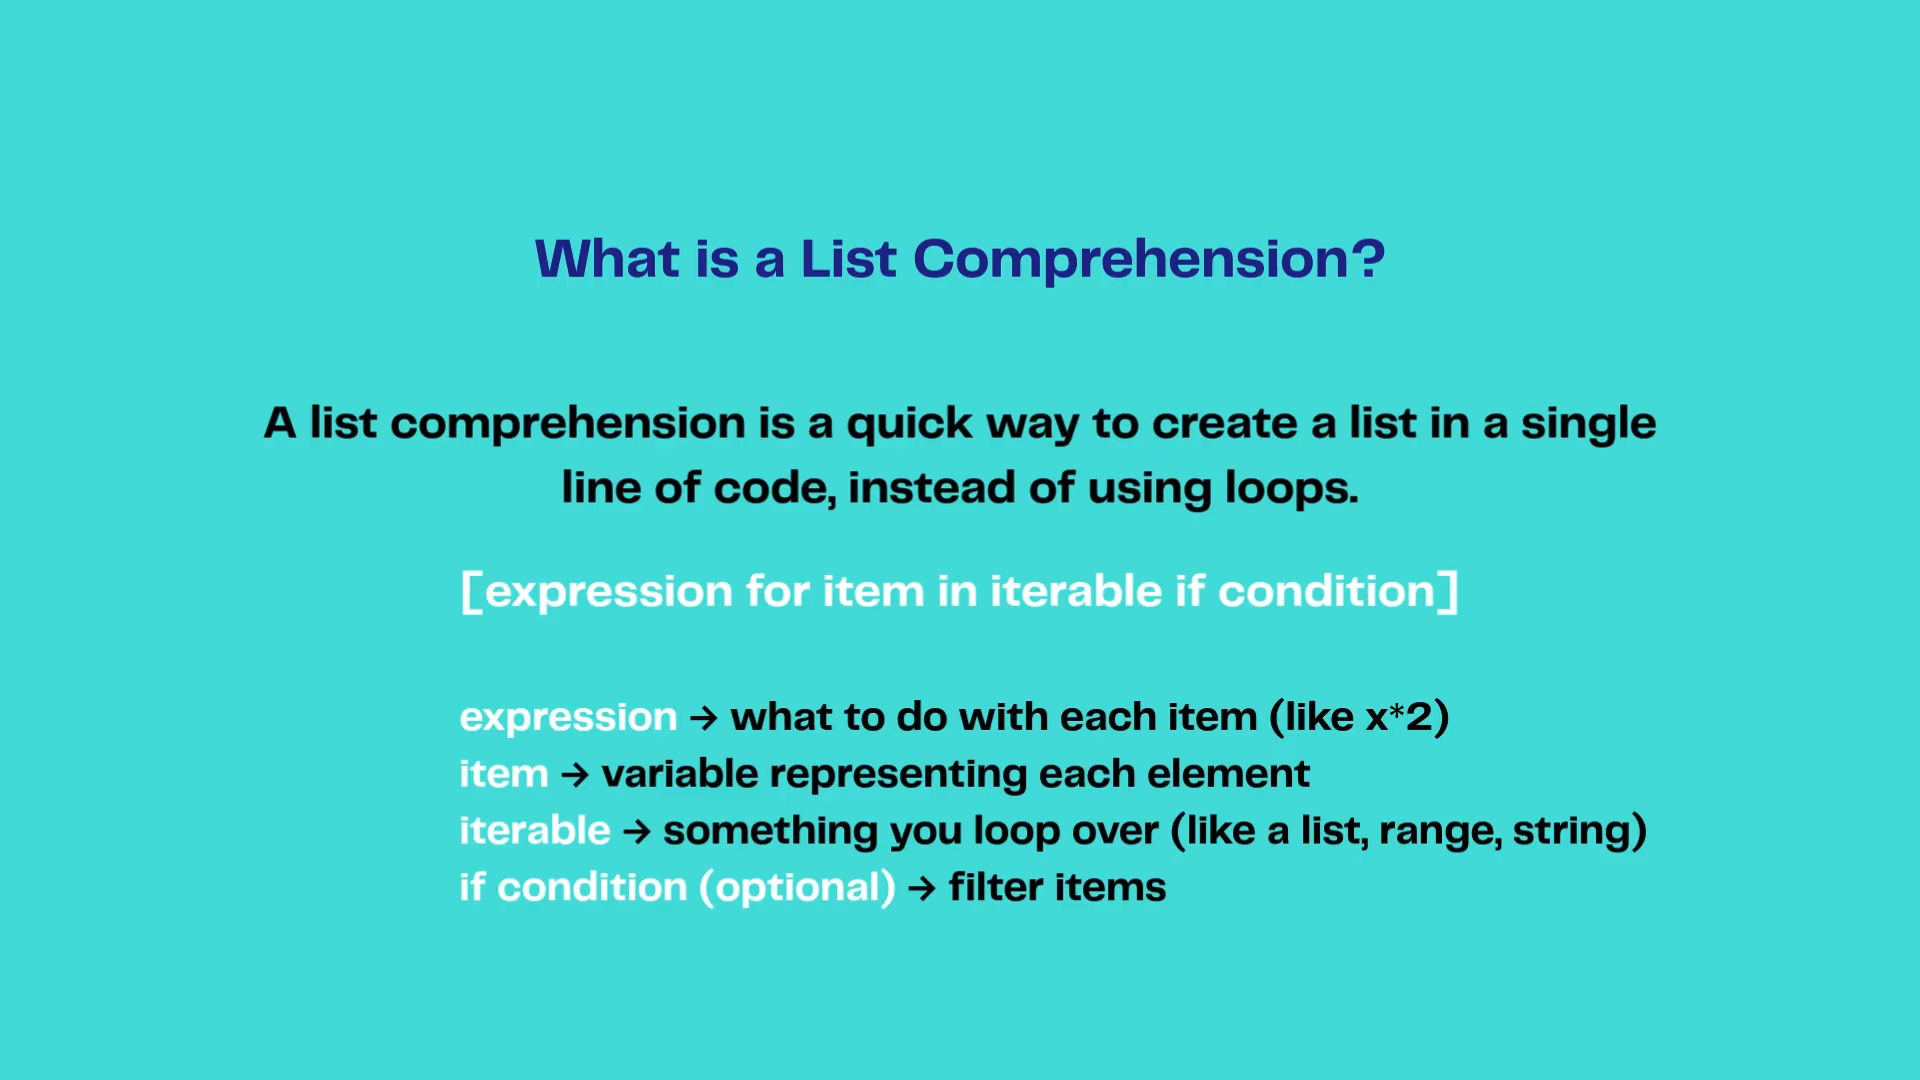 What is a List Comprehension?
A list comprehension is a quick way to create a list in a single
line of code, instead of using loops.
[expression for item in iterable if condition]
expression → what to do with each item (like x*2)
item → variable representing each element
iterable → something you loop over (like a list, range, string)
if condition (optional) → filter items